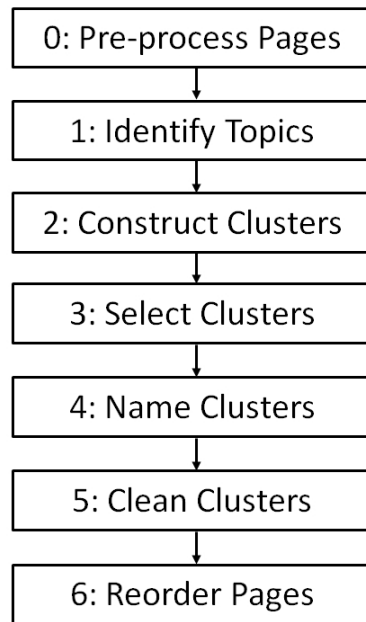 0: Pre-process Pages
1: Identify Topics
2: Construct Clusters
3: Select Clusters
4: Name Clusters
5: Clean Clusters
6: Reorder Pages